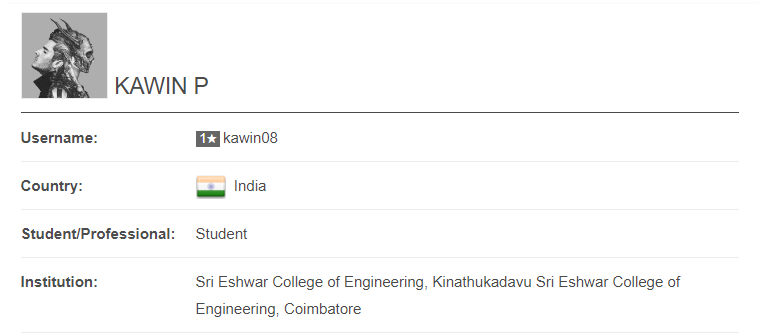 KAWIN P
Username: 1★ kawin08
Country: India
Student/Professional: Student
Institution: Sri Eshwar College of Engineering, Kinathukadavu Sri Eshwar College of
Engineering, Coimbatore